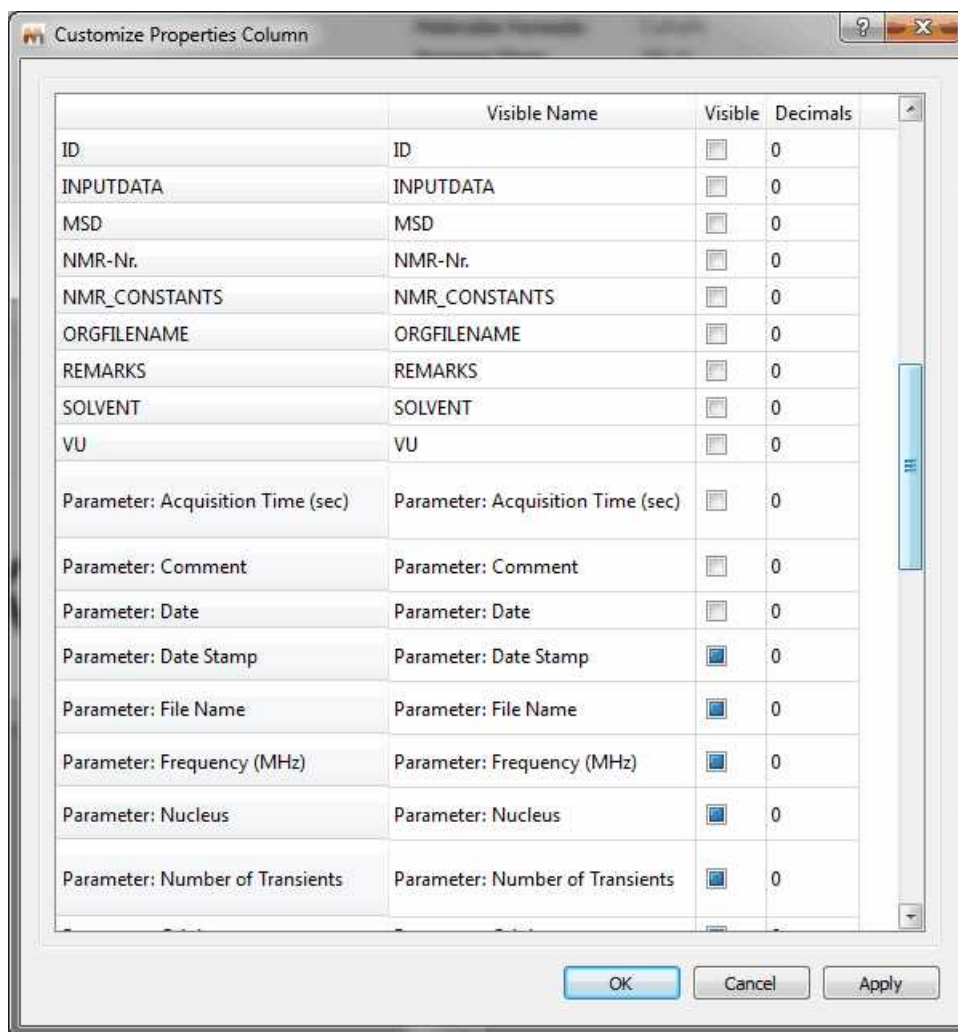 Customize Properties Column
Visible Name Visible Decimals
ID ID 0
INPUTDATA INPUTDATA 0
MSD MSD 0
NMR-Nr. NMR-Nr. 0
NMR_CONSTANTS NMR_CONSTANTS 0
ORGFILENAME ORGFILENAME 0
REMARKS REMARKS 0
SOLVENT SOLVENT 0
VU VU 0
Parameter: Acquisition Time (sec) Parameter: Acquisition Time (sec) 0
Parameter: Comment Parameter: Comment 0
Parameter: Date Parameter: Date 0
Parameter: Date Stamp Parameter: Date Stamp 0
Parameter: File Name Parameter: File Name 0
Parameter: Frequency (MHz) Parameter: Frequency (MHz) 0
Parameter: Nucleus Parameter: Nucleus 0
Parameter: Number of Transients Parameter: Number of Transients 0
OK Cancel Apply